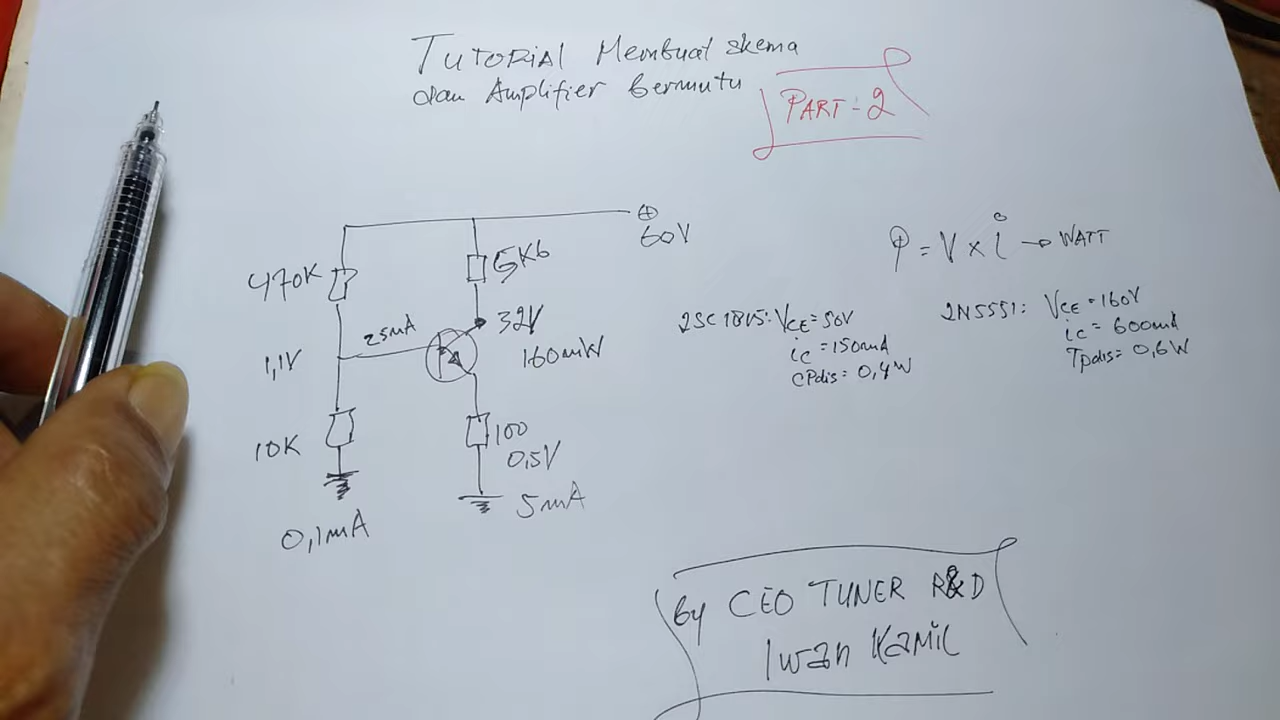 TUTORIAL Membuat skema
dan Amplifier bermutu
PART-2
⊕
60V
470K
5K6
25mA
32V
160mW
1,1V
10K
100
0,5V
5mA
0,1mA
P = V x i → WATT
2SC1815: VCE = 50V
ic = 150mA
CPdis = 0,4W
2N5551: VCE = 160V
ic = 600mA
Tpdis = 0,6W
by CEO TUNER R&D
Iwan Kamil